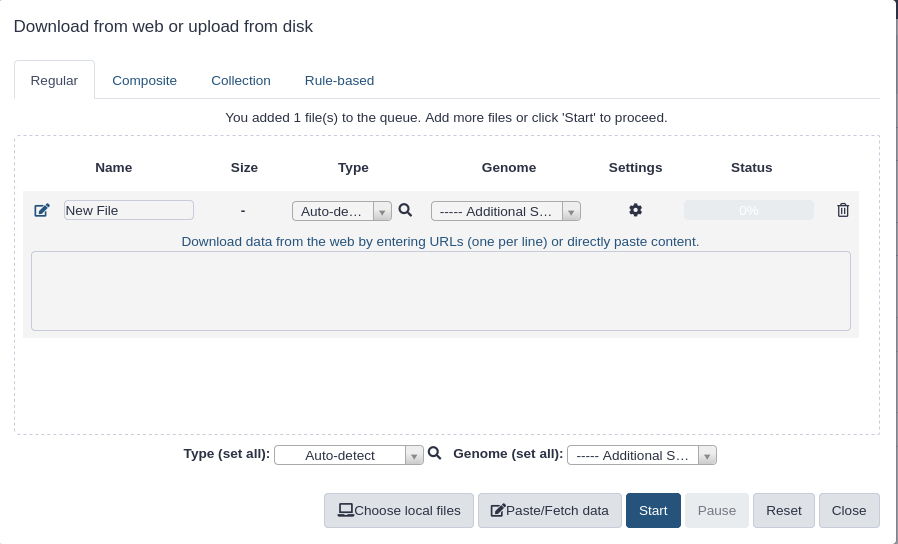 Download from web or upload from disk
Regular Composite Collection Rule-based
You added 1 file(s) to the queue. Add more files or click 'Start' to proceed.
Name Size Type Genome Settings Status
New File - Auto-de... ----- Additional S... 0%
Download data from the web by entering URLs (one per line) or directly paste content.
Type (set all): Auto-detect Genome (set all): ----- Additional S...
Choose local files Paste/Fetch data Start Pause Reset Close